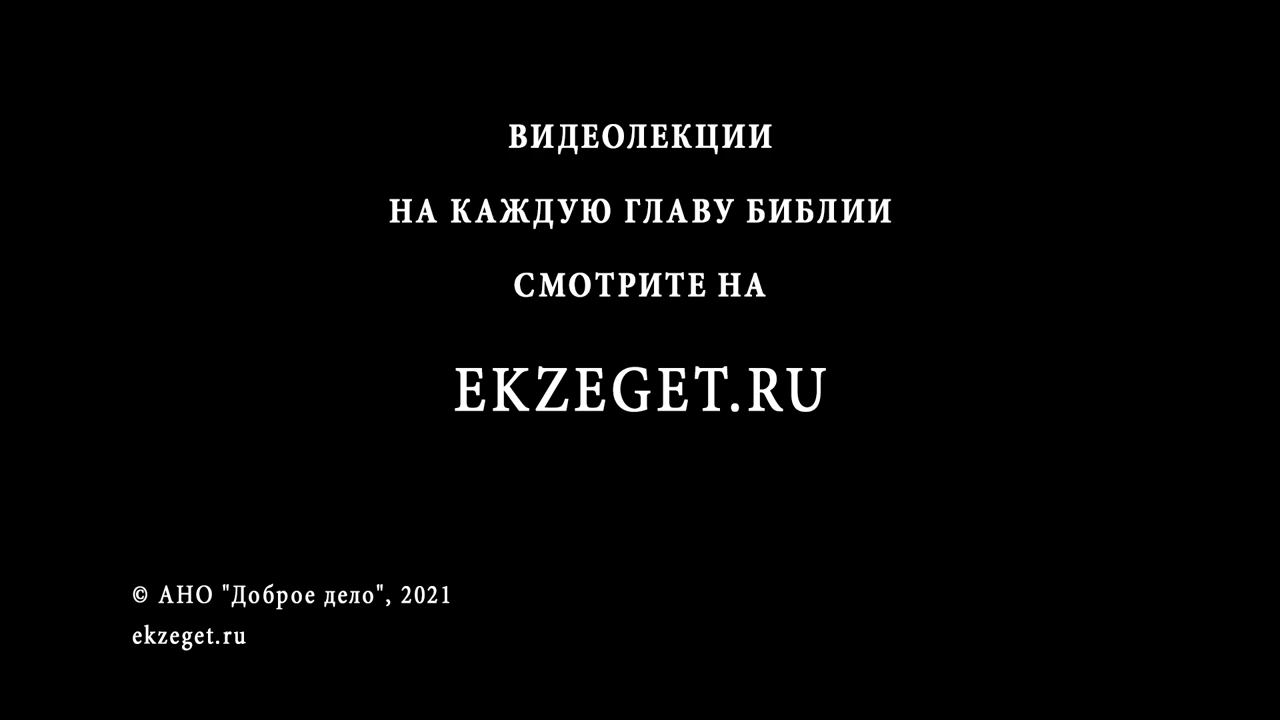 ВИДЕОЛЕКЦИИ
НА КАЖДУЮ ГЛАВУ БИБЛИИ
СМОТРИТЕ НА
EKZEGET.RU
© АНО "Доброе дело", 2021
ekzeget.ru